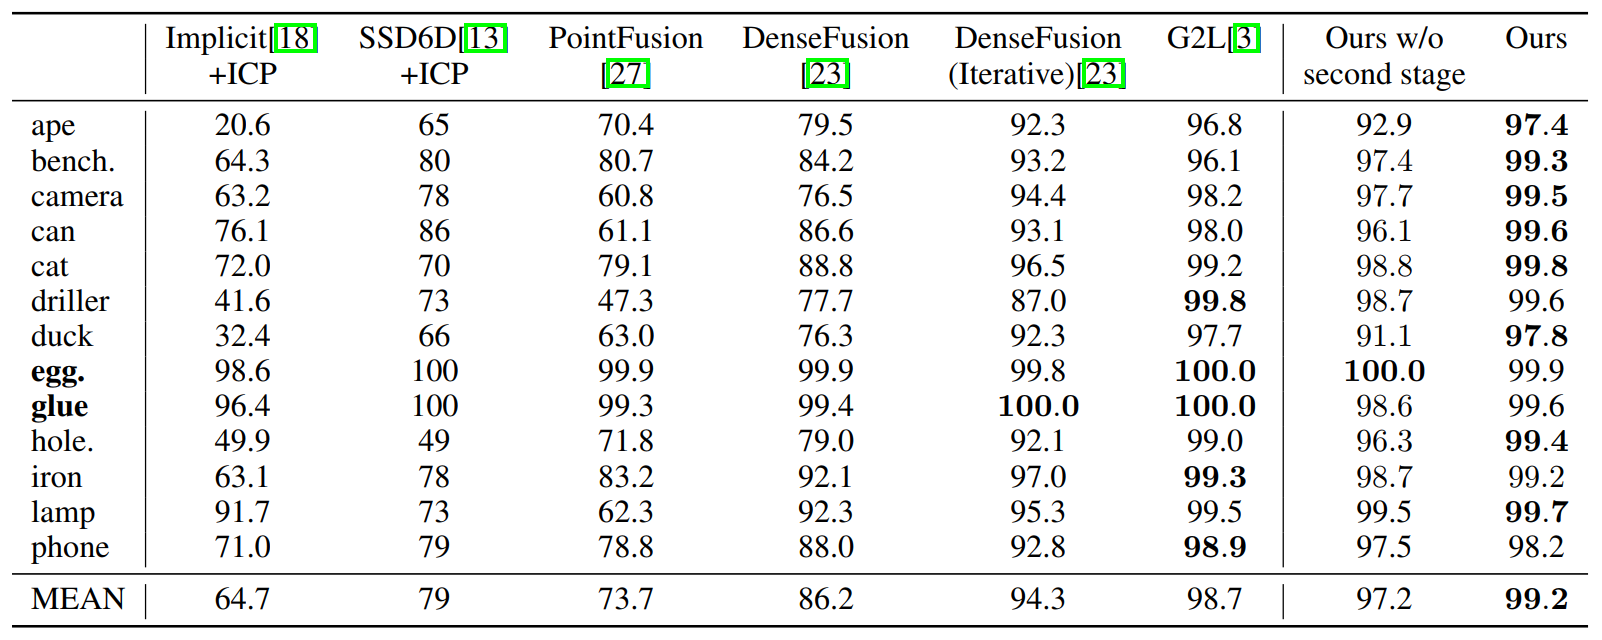 Implicit[18] SSD6D[13] PointFusion DenseFusion DenseFusion G2L[3] Ours w/o Ours
+ICP +ICP [27] [23] (Iterative)[23] second stage
ape 20.6 65 70.4 79.5 92.3 96.8 92.9 97.4
bench. 64.3 80 80.7 84.2 93.2 96.1 97.4 99.3
camera 63.2 78 60.8 76.5 94.4 98.2 97.7 99.5
can 76.1 86 61.1 86.6 93.1 98.0 96.1 99.6
cat 72.0 70 79.1 88.8 96.5 99.2 98.8 99.8
driller 41.6 73 47.3 77.7 87.0 99.8 98.7 99.6
duck 32.4 66 63.0 76.3 92.3 97.7 91.1 97.8
egg. 98.6 100 99.9 99.9 99.8 100.0 100.0 99.9
glue 96.4 100 99.3 99.4 100.0 100.0 98.6 99.6
hole. 49.9 49 71.8 79.0 92.1 99.0 96.3 99.4
iron 63.1 78 83.2 92.1 97.0 99.3 98.7 99.2
lamp 91.7 73 62.3 92.3 95.3 99.5 99.5 99.7
phone 71.0 79 78.8 88.0 92.8 98.9 97.5 98.2
MEAN 64.7 79 73.7 86.2 94.3 98.7 97.2 99.2